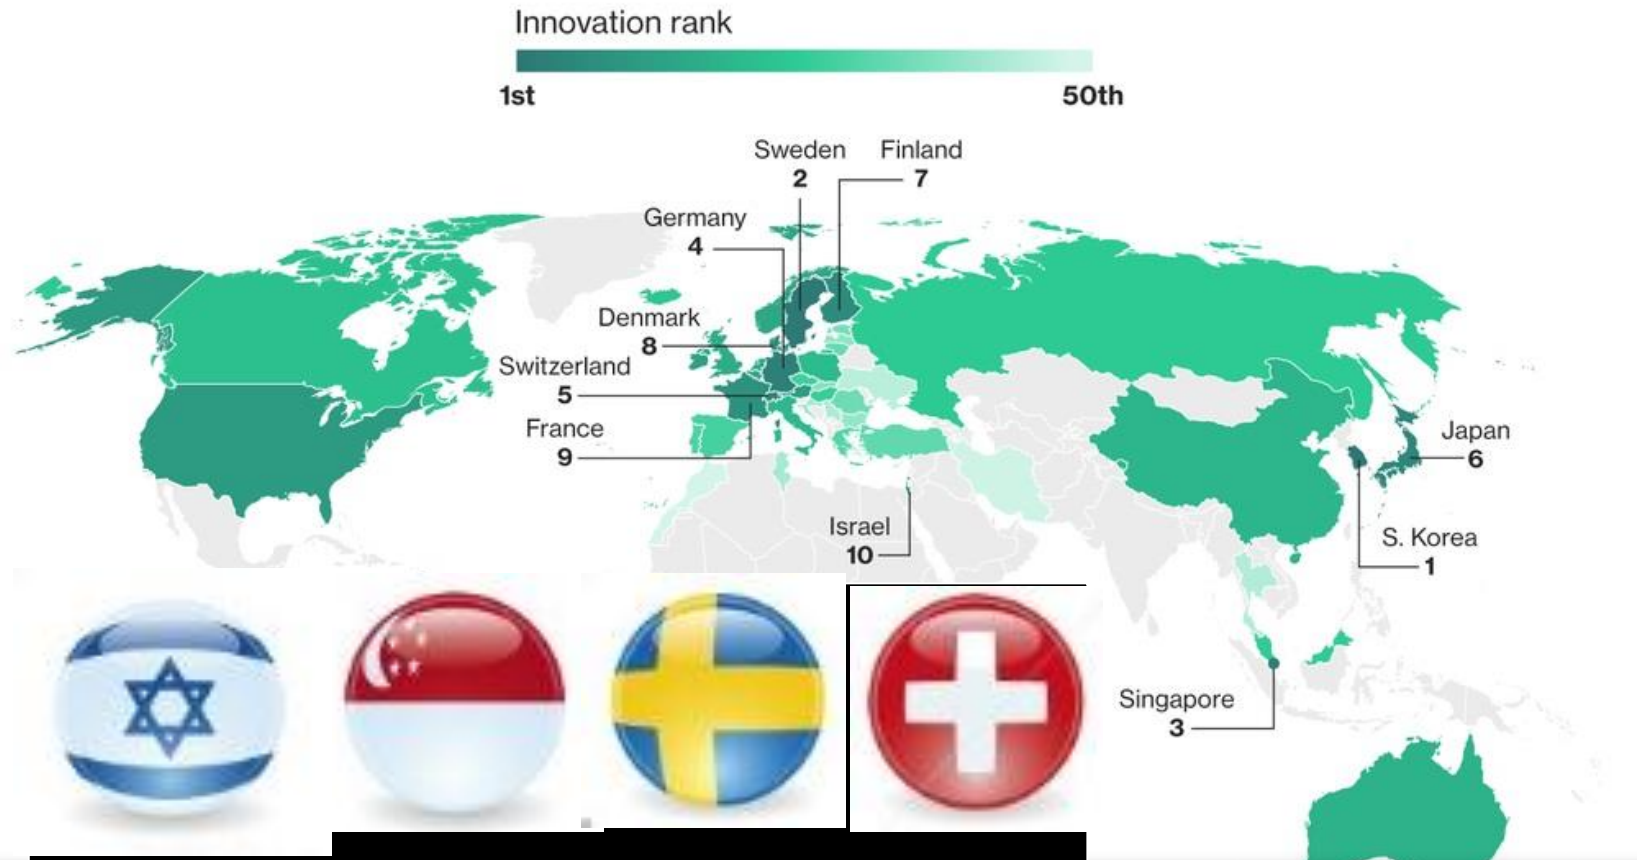 Innovation rank
1st
50th
Sweden
2
Finland
7
Germany
4
Denmark
8
Switzerland
5
France
9
Japan
6
Israel
10
S. Korea
1
Singapore
3